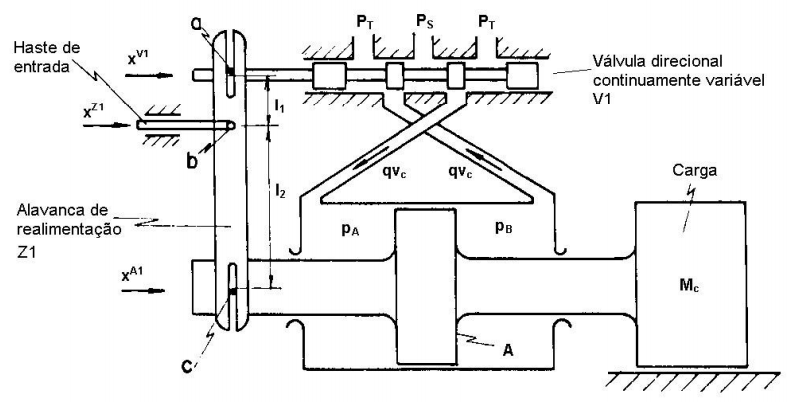 a
P_T
P_S
P_T
Haste de
entrada
x^V1
l_1
Válvula direcional
continuamente variável
V1
x^Z1
b
qv_c
qv_c
l_2
Carga
Alavanca de
realimentação
Z1
p_A
p_B
x^A1
M_c
c
A